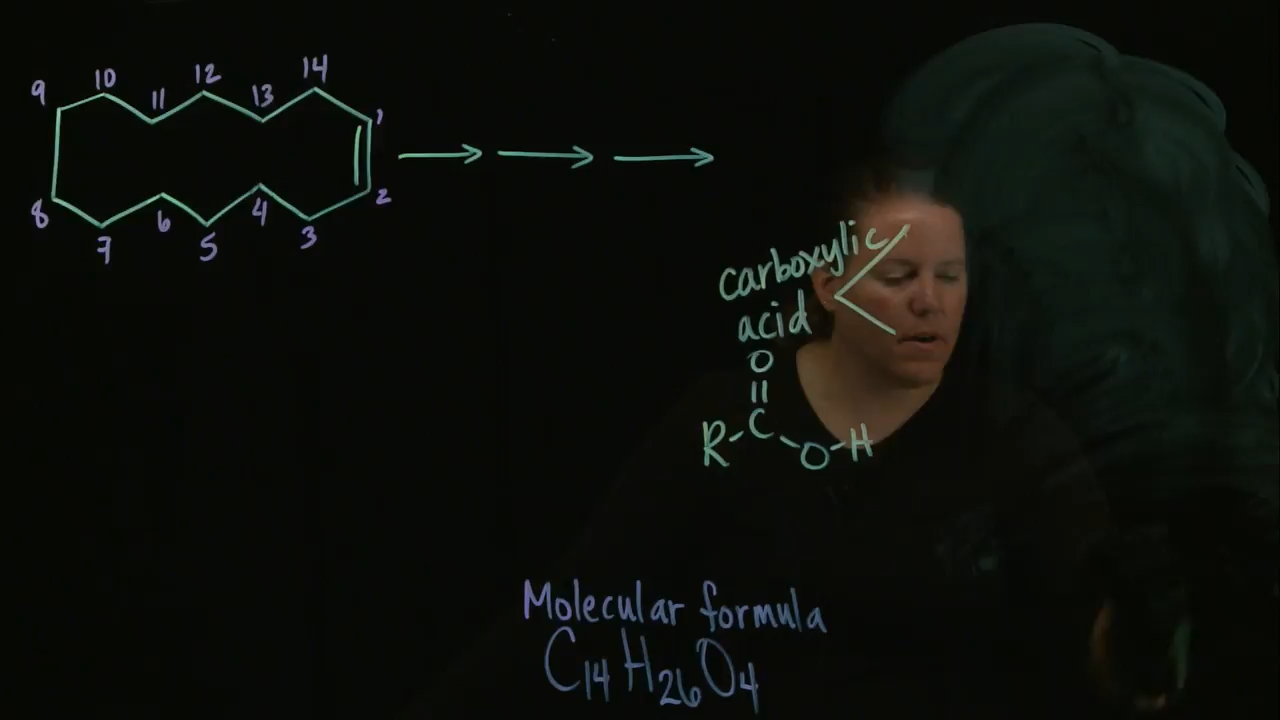 9 10 11 12 13 14 1
8 7 6 5 4 3 2
carboxylic
acid
O
R-C
O-H
Molecular formula
C₁₄H₂₆O₄